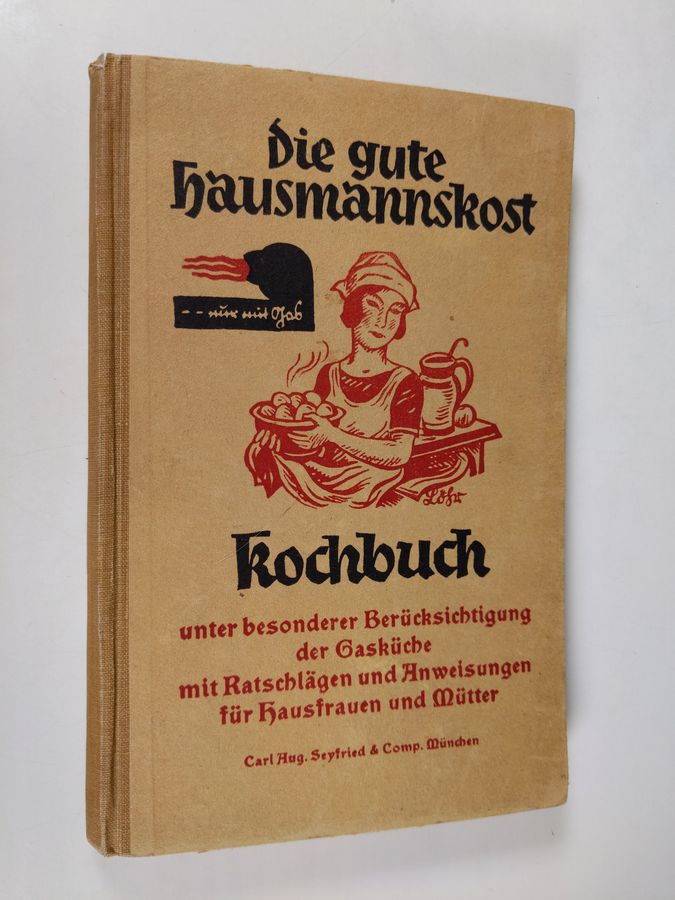 Die gute
Hausmannskost
-- nur mit Gas
Löhr
Kochbuch
unter besonderer Berücksichtigung
der Gasküche
mit Ratschlägen und Anweisungen
für Hausfrauen und Mütter
Carl Aug. Seyfried & Comp. München